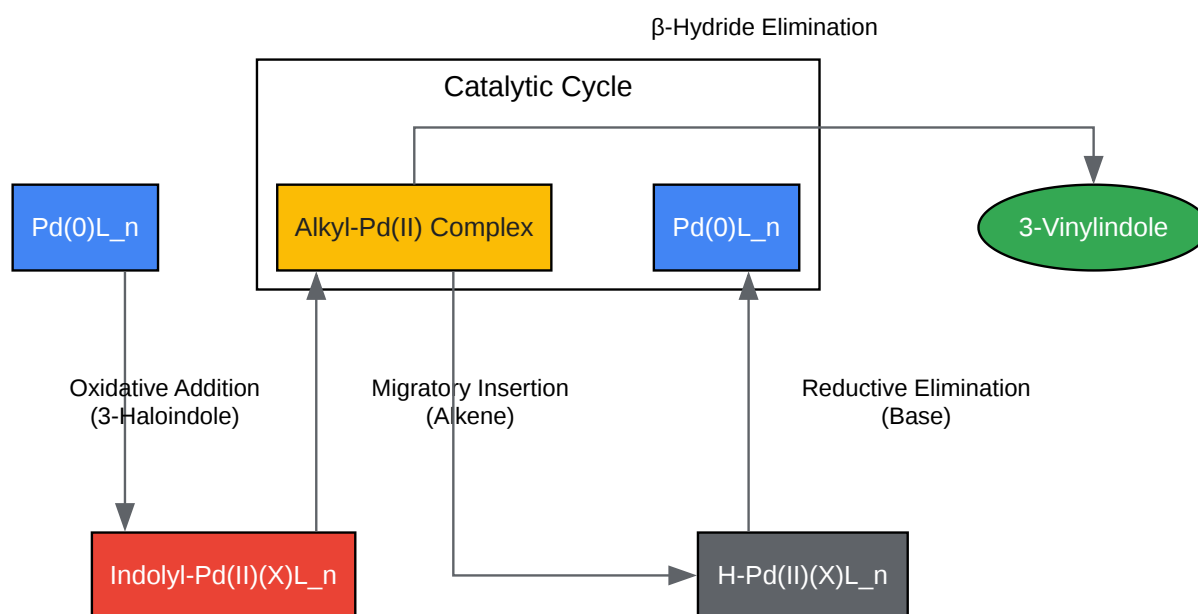 β-Hydride Elimination
Catalytic Cycle
Pd(0)L_n
Alkyl-Pd(II) Complex
Pd(0)L_n
3-Vinylindole
Oxidative Addition
(3-Haloindole)
Migratory Insertion
(Alkene)
Reductive Elimination
(Base)
Indolyl-Pd(II)(X)L_n
H-Pd(II)(X)L_n